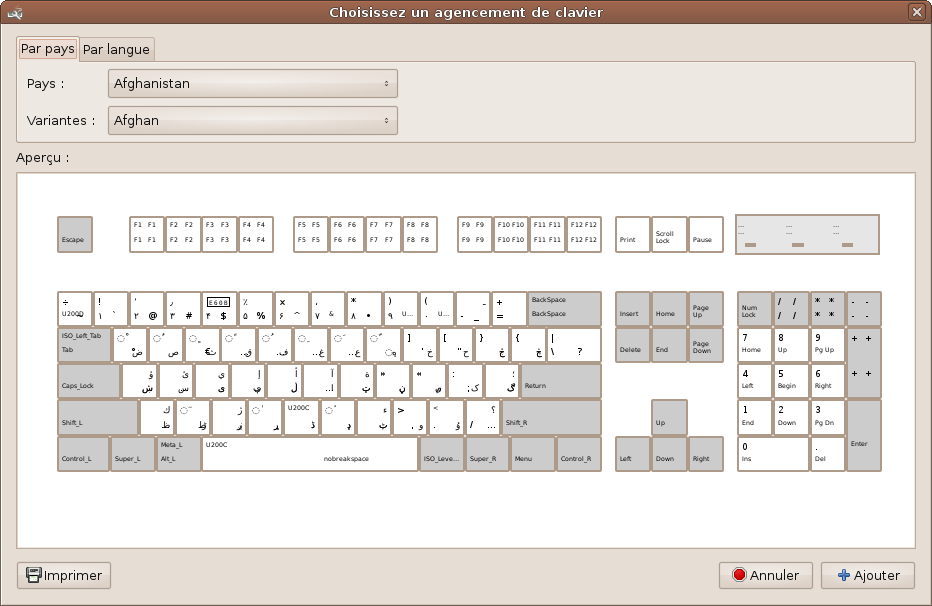 Choisissez un agencement de clavier
Par pays Par langue
Pays : Afghanistan
Variantes : Afghan
Aperçu :
F1 F1 F2 F2 F3 F3 F4 F4 F5 F5 F6 F6 F7 F7 F8 F8 F9 F9 F10 F10 F11 F11 F12 F12
Escape F1 F1 F2 F2 F3 F3 F4 F4 F5 F5 F6 F6 F7 F7 F8 F8 F9 F9 F10 F10 F11 F11 F12 F12 Print Scroll Lock Pause
÷ ! E60B × * ) ( _ + BackSpace
U200D ۱ ` ۲ @ ۳ # ۴ $ ۵ % ۶ ^ ۷ & ۸ • ۹ U... ۰ U... - _ = BackSpace
Insert Home Page Up Num Lock / / * * - -
/ / * * - -
ISO_Left_Tab ] [ } { |
Tab ض ص € ق ف غ ع خ ح ج چ \ ?
Delete End Page Down 7 Home 8 Up 9 Pg Up + +
ئ ي إ أ آ ة » « : ؛
Caps_Lock ش س ی ل ا ت ن ک ; گ Return
4 Left 5 Begin 6 Right + +
ك ژ U200C ء > < ؟
Shift_L ظ ط ز ر د و , . / ... Shift_R
Up 1 End 2 Down 3 Pg Dn
Meta_L U200C
Control_L Super_L Alt_L nobreakspace ISO_Leve... Super_R Menu Control_R
Left Down Right 0 Ins . Del Enter
Imprimer Annuler Ajouter